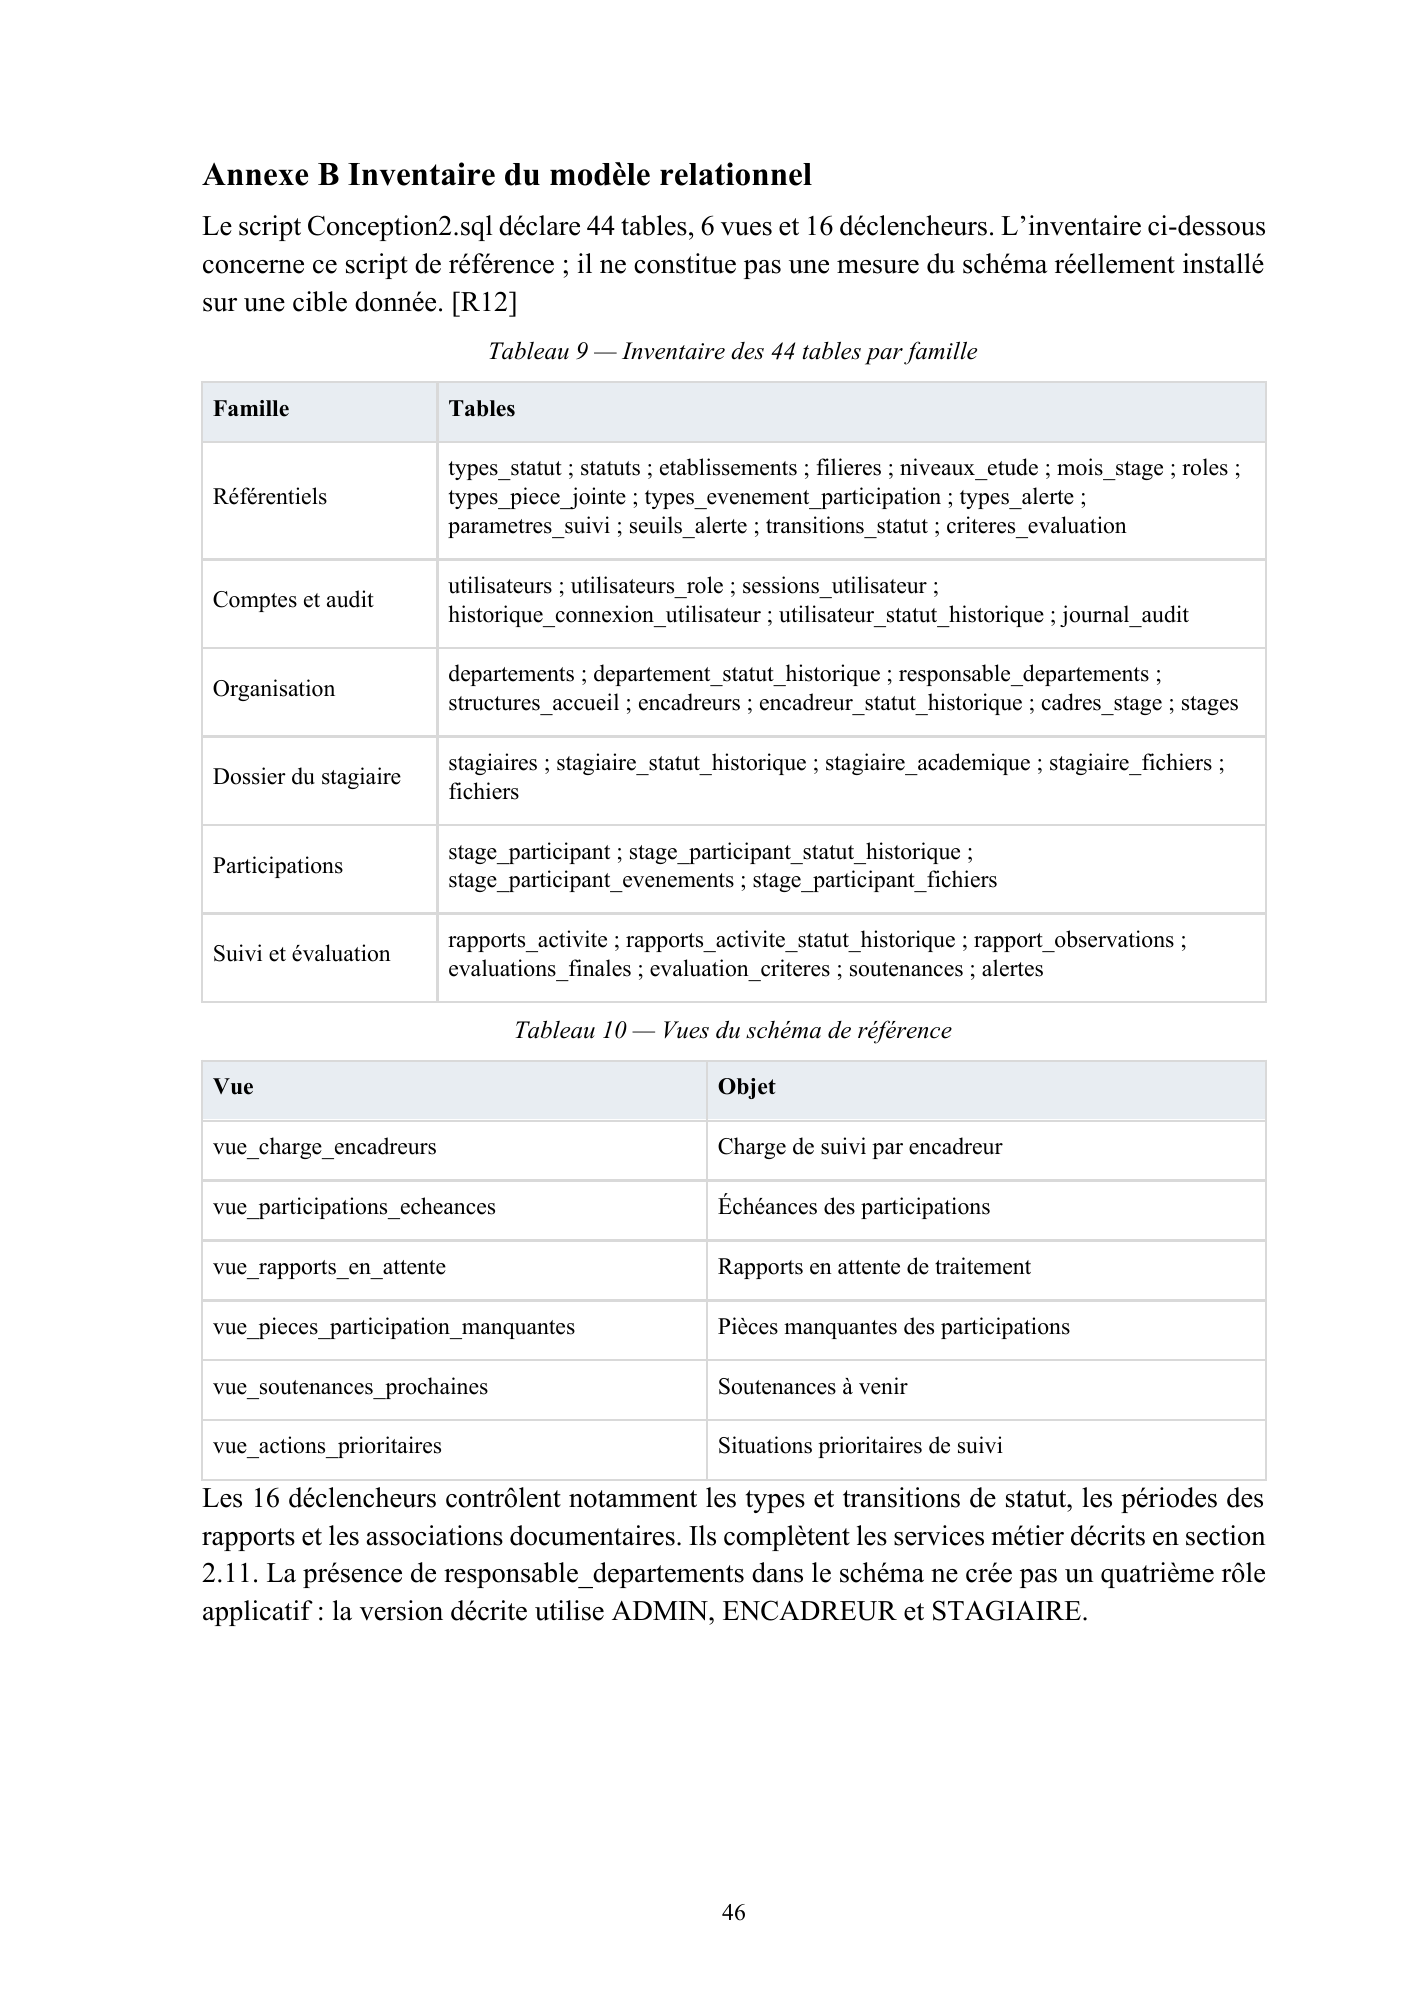 Annexe B Inventaire du modèle relationnel
Le script Conception2.sql déclare 44 tables, 6 vues et 16 déclencheurs. L’inventaire ci-dessous
concerne ce script de référence ; il ne constitue pas une mesure du schéma réellement installé
sur une cible donnée. [R12]
Tableau 9 — Inventaire des 44 tables par famille
Famille
Tables
Référentiels
types_statut ; statuts ; etablissements ; filieres ; niveaux_etude ; mois_stage ; roles ;
types_piece_jointe ; types_evenement_participation ; types_alerte ;
parametres_suivi ; seuils_alerte ; transitions_statut ; criteres_evaluation
Comptes et audit
utilisateurs ; utilisateurs_role ; sessions_utilisateur ;
historique_connexion_utilisateur ; utilisateur_statut_historique ; journal_audit
Organisation
departements ; departement_statut_historique ; responsable_departements ;
structures_accueil ; encadreurs ; encadreur_statut_historique ; cadres_stage ; stages
Dossier du stagiaire
stagiaires ; stagiaire_statut_historique ; stagiaire_academique ; stagiaire_fichiers ;
fichiers
Participations
stage_participant ; stage_participant_statut_historique ;
stage_participant_evenements ; stage_participant_fichiers
Suivi et évaluation
rapports_activite ; rapports_activite_statut_historique ; rapport_observations ;
evaluations_finales ; evaluation_criteres ; soutenances ; alertes
Tableau 10 — Vues du schéma de référence
Vue
Objet
vue_charge_encadreurs
Charge de suivi par encadreur
vue_participations_echeances
Échéances des participations
vue_rapports_en_attente
Rapports en attente de traitement
vue_pieces_participation_manquantes
Pièces manquantes des participations
vue_soutenances_prochaines
Soutenances à venir
vue_actions_prioritaires
Situations prioritaires de suivi
Les 16 déclencheurs contrôlent notamment les types et transitions de statut, les périodes des
rapports et les associations documentaires. Ils complètent les services métier décrits en section
2.11. La présence de responsable_departements dans le schéma ne crée pas un quatrième rôle
applicatif : la version décrite utilise ADMIN, ENCADREUR et STAGIAIRE.
46